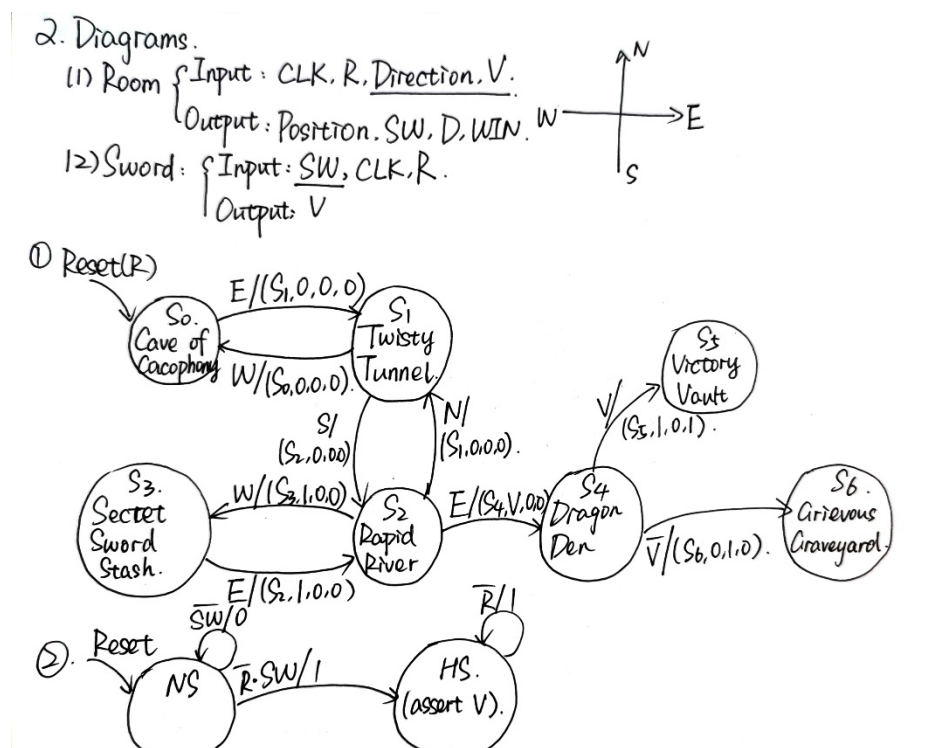 2. Diagrams.
(1) Room { Input: CLK, R, Direction, V.
Output: Position, SW, D, WIN.
N
W
E
S
(2) Sword: { Input: SW, CLK, R.
Output: V
① Reset(R)
S0.
Cave of
Cacophony
E/(S1,0,0,0)
W/(S0,0,0,0).
S1
Twisty
Tunnel.
S/
(S2,0,00)
N/
(S1,0,0,0).
S3.
Sectet
Sword
Stash.
W/(S3,1,0,0)
E/(S2,1,0,0)
S2
Rapid
River
E/(S4,V,0,0)
S4
Dragon
Den
V/
(S5,1,0,1).
S5
Victory
Vault
V̅/(S6,0,1,0).
S6.
Grievous
Graveyard.
②. Reset
S̅W̅/0
NS
R̅·SW/1
R̅/1
HS.
(assert V).